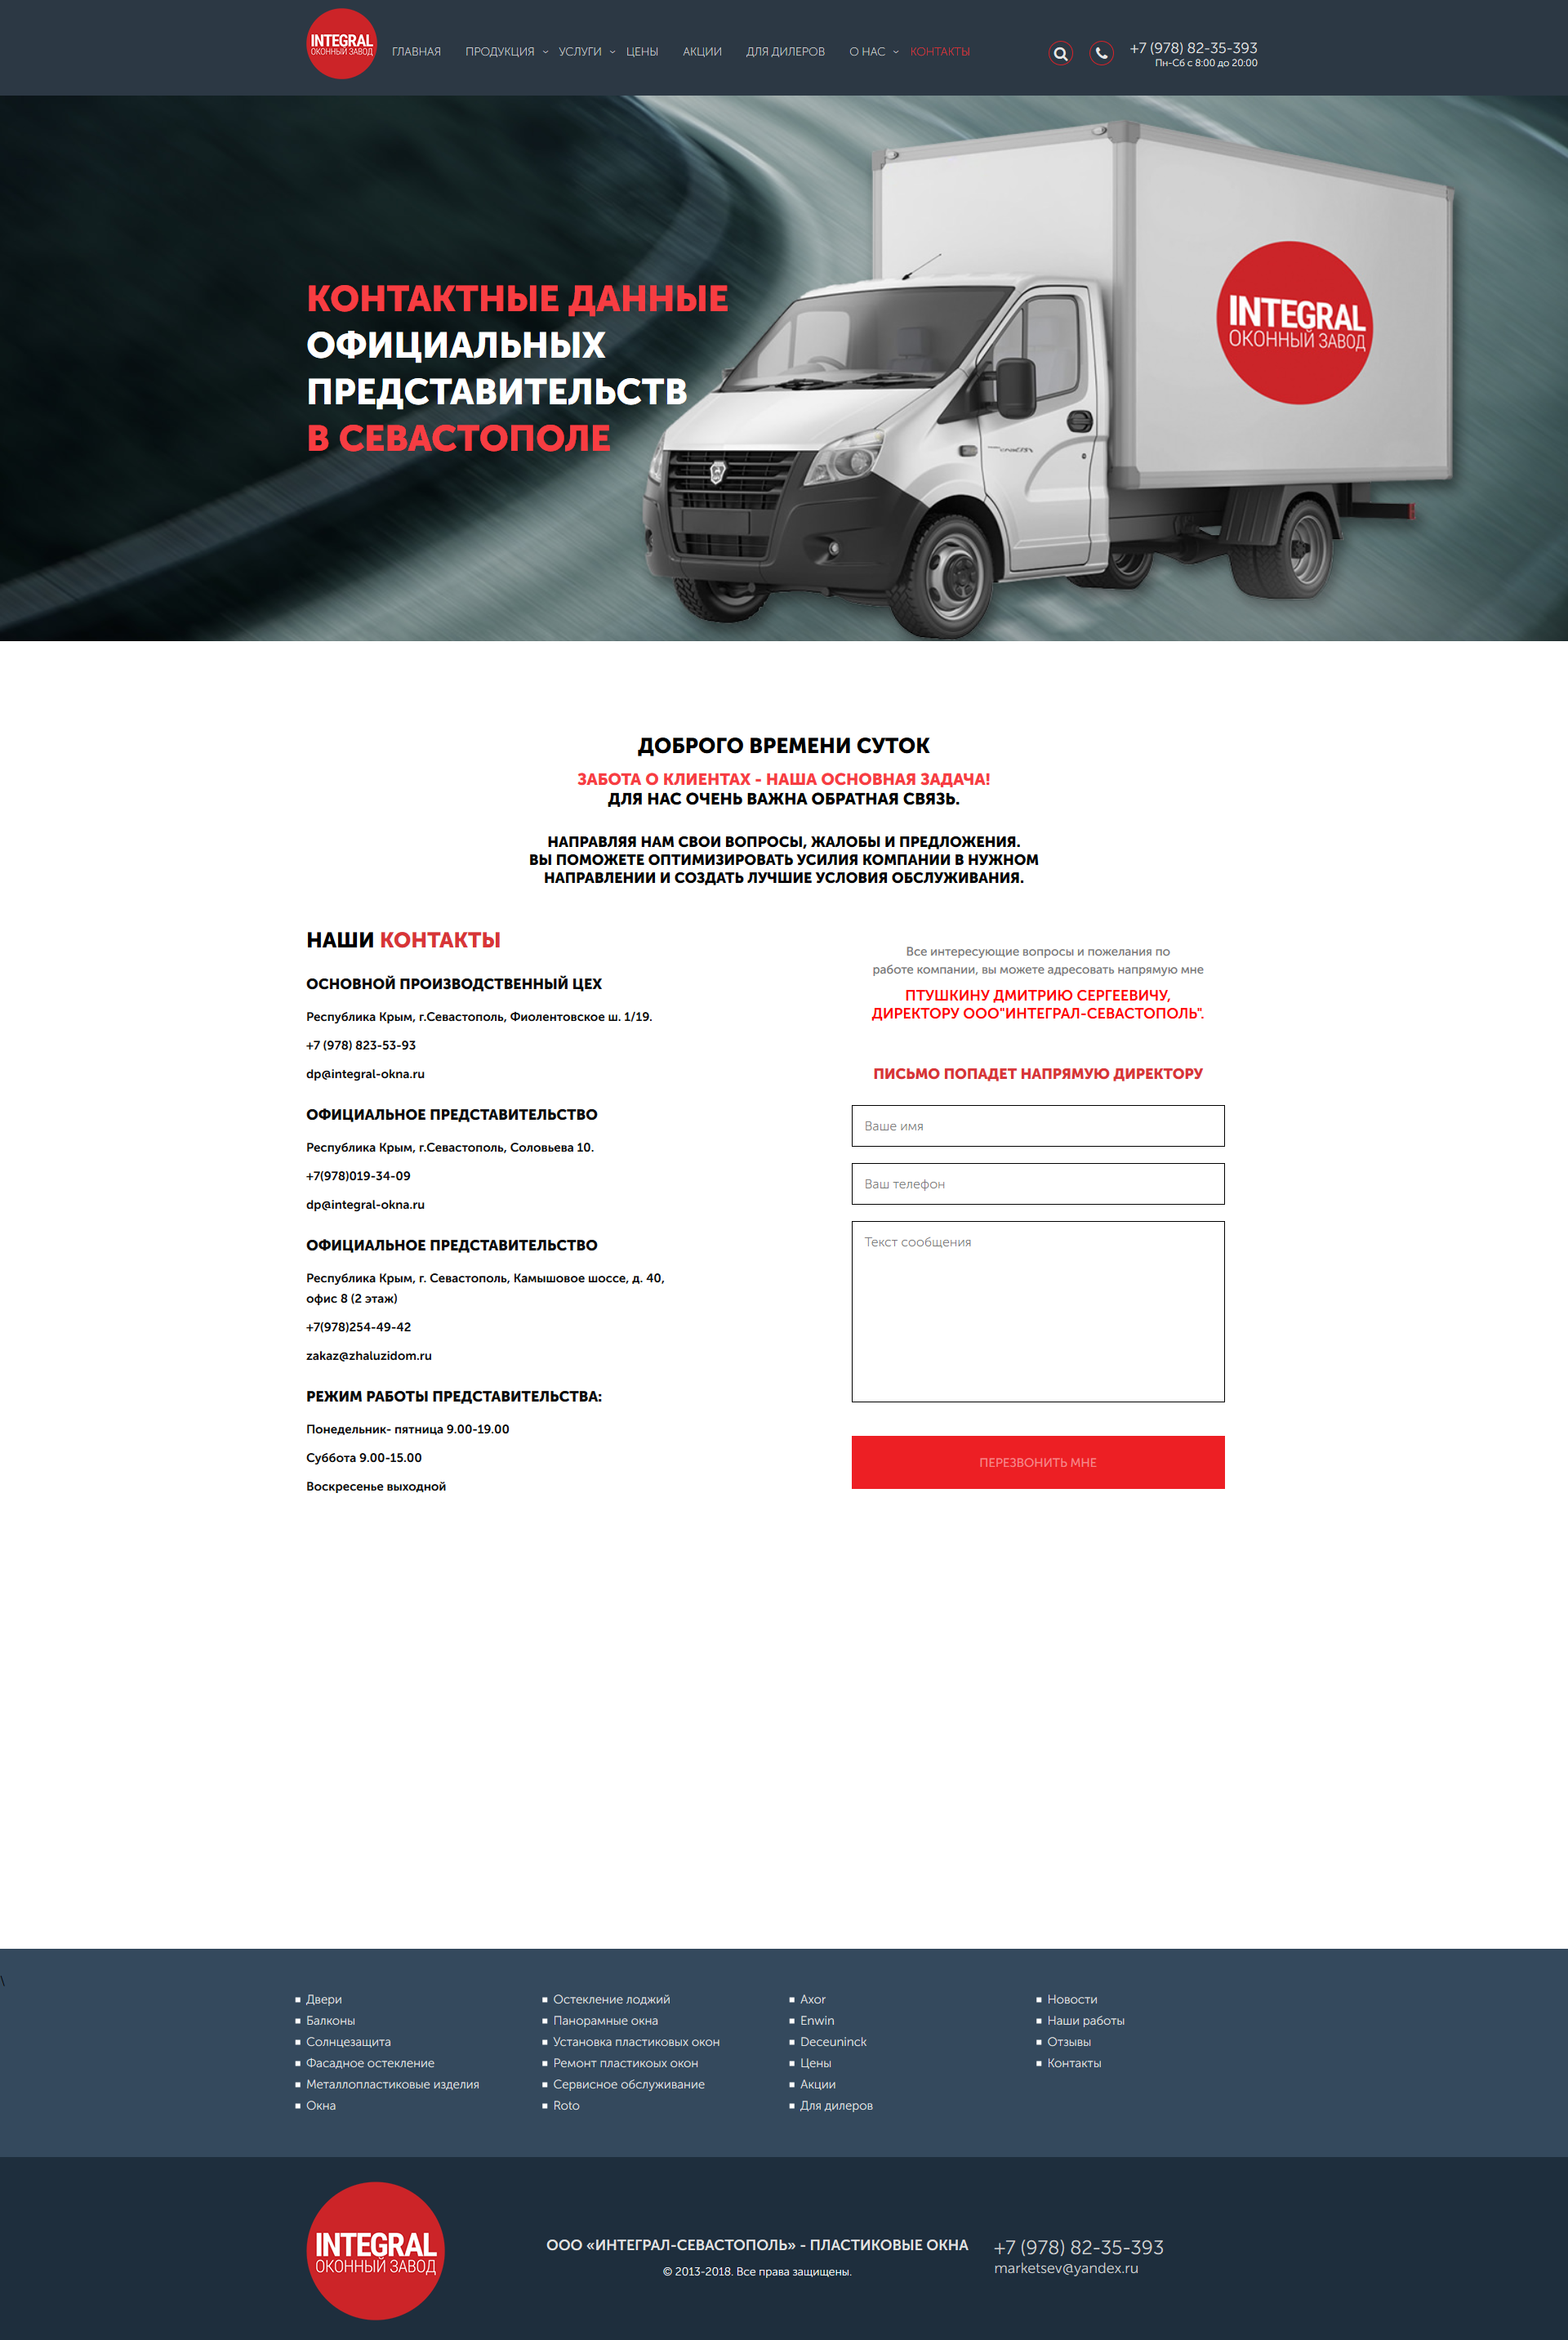 INTEGRAL
ОКОННЫЙ ЗАВОД
ГЛАВНАЯ ПРОДУКЦИЯ УСЛУГИ ЦЕНЫ АКЦИИ ДЛЯ ДИЛЕРОВ О НАС КОНТАКТЫ
+7 (978) 82-35-393
Пн-Сб с 8:00 до 20:00
КОНТАКТНЫЕ ДАННЫЕ
ОФИЦИАЛЬНЫХ
ПРЕДСТАВИТЕЛЬСТВ
В СЕВАСТОПОЛЕ
INTEGRAL
ОКОННЫЙ ЗАВОД
ДОБРОГО ВРЕМЕНИ СУТОК
ЗАБОТА О КЛИЕНТАХ - НАША ОСНОВНАЯ ЗАДАЧА!
ДЛЯ НАС ОЧЕНЬ ВАЖНА ОБРАТНАЯ СВЯЗЬ.
НАПРАВЛЯЯ НАМ СВОИ ВОПРОСЫ, ЖАЛОБЫ И ПРЕДЛОЖЕНИЯ.
ВЫ ПОМОЖЕТЕ ОПТИМИЗИРОВАТЬ УСИЛИЯ КОМПАНИИ В НУЖНОМ
НАПРАВЛЕНИИ И СОЗДАТЬ ЛУЧШИЕ УСЛОВИЯ ОБСЛУЖИВАНИЯ.
НАШИ КОНТАКТЫ
ОСНОВНОЙ ПРОИЗВОДСТВЕННЫЙ ЦЕХ
Республика Крым, г.Севастополь, Фиолентовское ш. 1/19.
+7 (978) 823-53-93
dp@integral-okna.ru
ОФИЦИАЛЬНОЕ ПРЕДСТАВИТЕЛЬСТВО
Республика Крым, г.Севастополь, Соловьева 10.
+7(978)019-34-09
dp@integral-okna.ru
ОФИЦИАЛЬНОЕ ПРЕДСТАВИТЕЛЬСТВО
Республика Крым, г. Севастополь, Камышовое шоссе, д. 40,
офис 8 (2 этаж)
+7(978)254-49-42
zakaz@zhaluzidom.ru
РЕЖИМ РАБОТЫ ПРЕДСТАВИТЕЛЬСТВА:
Понедельник- пятница 9.00-19.00
Суббота 9.00-15.00
Воскресенье выходной
Все интересующие вопросы и пожелания по
работе компании, вы можете адресовать напрямую мне
ПТУШКИНУ ДМИТРИЮ СЕРГЕЕВИЧУ,
ДИРЕКТОРУ ООО"ИНТЕГРАЛ-СЕВАСТОПОЛЬ".
ПИСЬМО ПОПАДЕТ НАПРЯМУЮ ДИРЕКТОРУ
Ваше имя
Ваш телефон
Текст сообщения
ПЕРЕЗВОНИТЬ МНЕ
\
Двери
Балконы
Солнцезащита
Фасадное остекление
Металлопластиковые изделия
Окна
Остекление лоджий
Панорамные окна
Установка пластиковых окон
Ремонт пластикоых окон
Сервисное обслуживание
Roto
Axor
Enwin
Deceuninck
Цены
Акции
Для дилеров
Новости
Наши работы
Отзывы
Контакты
INTEGRAL
ОКОННЫЙ ЗАВОД
ООО «ИНТЕГРАЛ-СЕВАСТОПОЛЬ» - ПЛАСТИКОВЫЕ ОКНА
© 2013-2018. Все права защищены.
+7 (978) 82-35-393
marketsev@yandex.ru